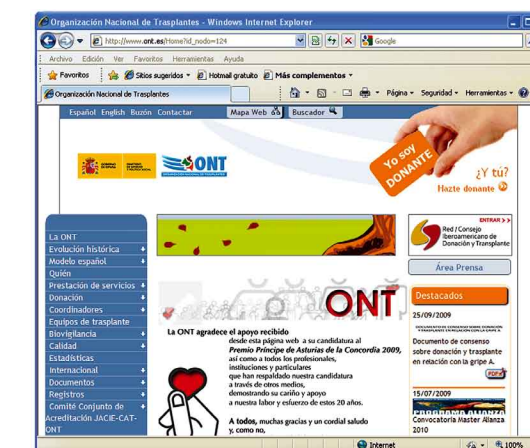 Organización Nacional de Trasplantes - Windows Internet Explorer
http://www.ont.es/Home?id_nodo=124
Google
Archivo Edición Ver Favoritos Herramientas Ayuda
Favoritos Sitios sugeridos Hotmail gratuito Más complementos
Organización Nacional de Trasplantes
Página Seguridad Herramientas
Español English Buzón Contactar Mapa Web Buscador
Yo soy DONANTE
¿Y tú?
Hazte donante
ONT
ENTRAR >>
Red / Consejo
Iberoamericano de
Donación y Trasplante
Área Prensa
La ONT
Evolución histórica
Modelo español
Quién
Prestación de servicios
Donación
Coordinadores
Equipos de trasplante
Biovigilancia
Calidad
Estadísticas
Internacional
Documentos
Registros
Comité Conjunto de
Acreditación JACIE-CAT-
ONT
ONT
La ONT agradece el apoyo recibido
desde esta página web a su candidatura al
Premio Príncipe de Asturias de la Concordia 2009,
así como a todos los profesionales,
instituciones y particulares
que han respaldado nuestra candidatura
a través de otros medios,
demostrando su cariño y apoyo
a nuestra labor y esfuerzo de estos 20 años.
A todos, muchas gracias y un cordial saludo
y, como no,
Destacados
25/09/2009
Documento de consenso
sobre donación y trasplante
en relación con la gripe A.
PDF
15/07/2009
Convocatoria Master Alianza
2010
Internet
100%